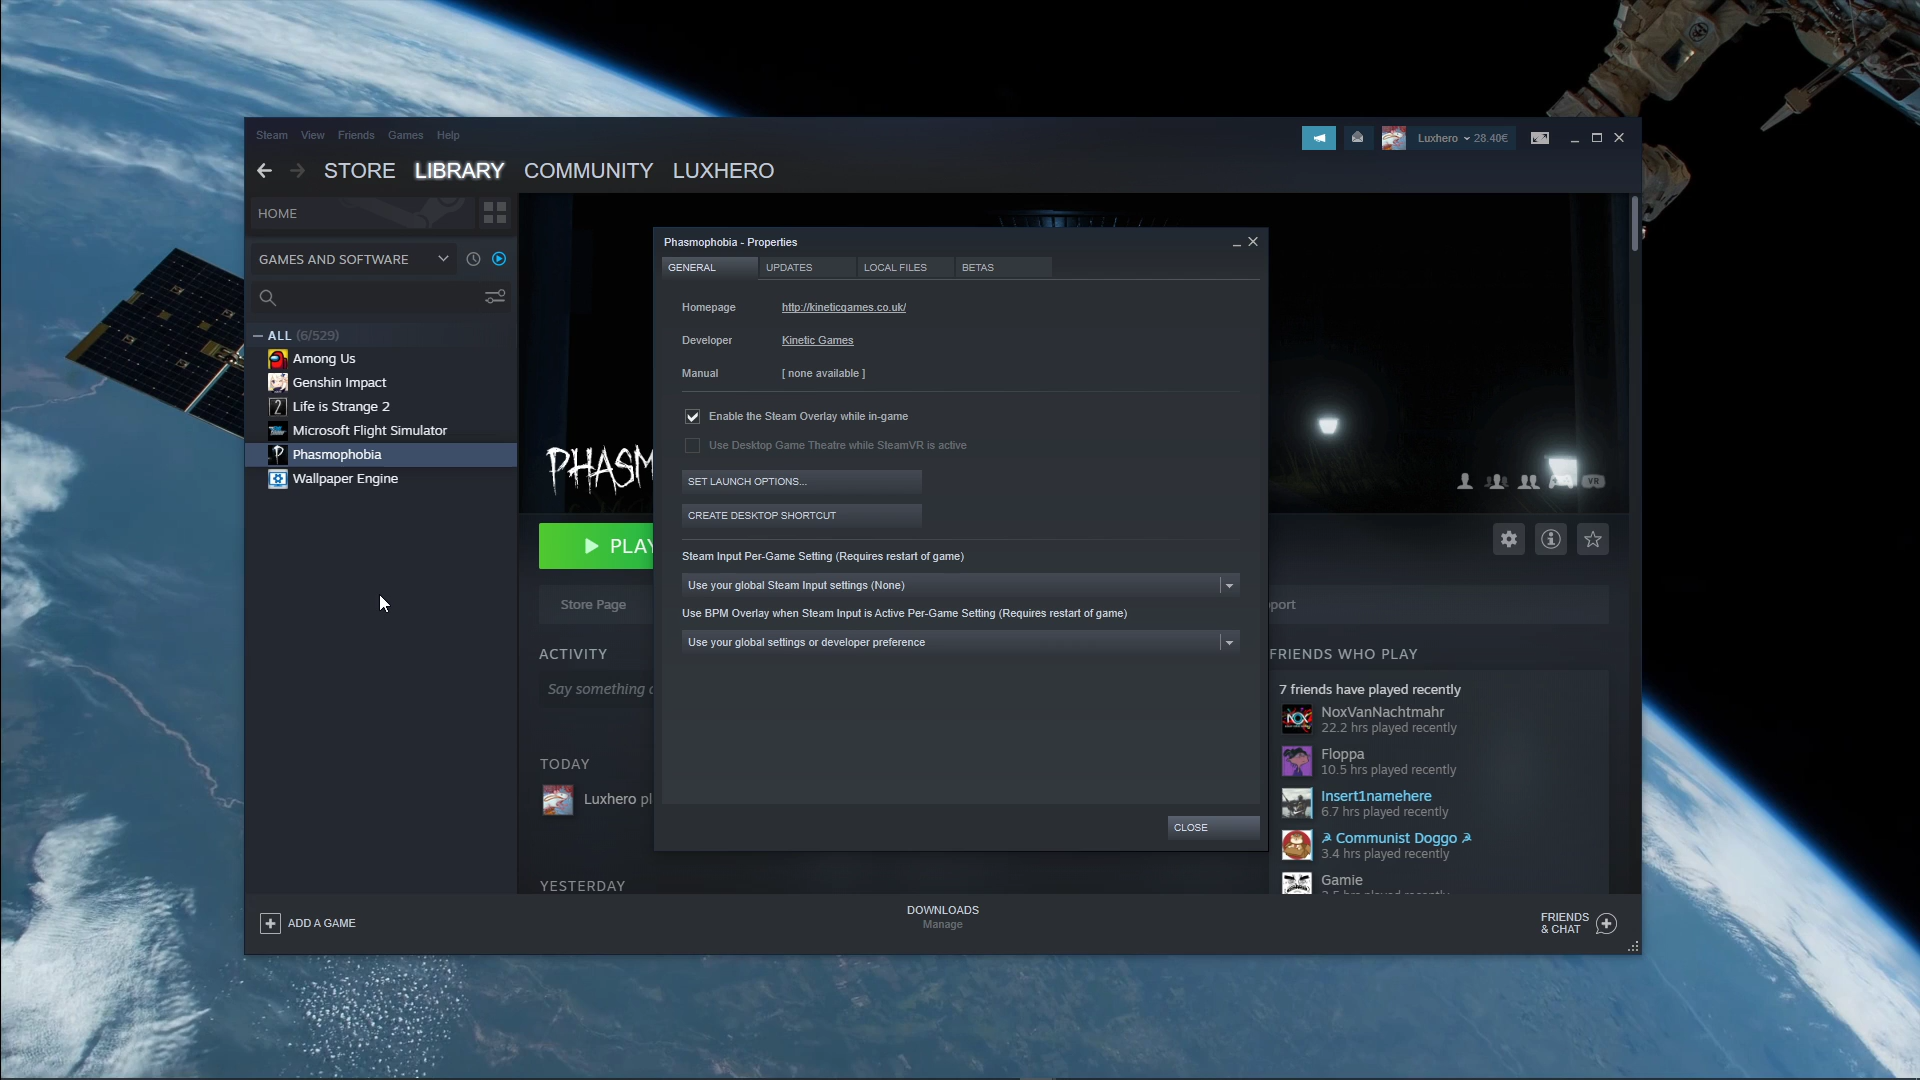 Steam View Friends Games Help
Luxhero 28.40€
STORE LIBRARY COMMUNITY LUXHERO
HOME
GAMES AND SOFTWARE
ALL (6/529)
Among Us
Genshin Impact
Life is Strange 2
Microsoft Flight Simulator
Phasmophobia
Wallpaper Engine
PHASM
PLAY
Store Page
port
ACTIVITY
Say something
TODAY
Luxhero pl
YESTERDAY
Phasmophobia - Properties
GENERAL UPDATES LOCAL FILES BETAS
Homepage http://kineticgames.co.uk/
Developer Kinetic Games
Manual [ none available ]
Enable the Steam Overlay while in-game
Use Desktop Game Theatre while SteamVR is active
SET LAUNCH OPTIONS...
CREATE DESKTOP SHORTCUT
Steam Input Per-Game Setting (Requires restart of game)
Use your global Steam Input settings (None)
Use BPM Overlay when Steam Input is Active Per-Game Setting (Requires restart of game)
Use your global settings or developer preference
CLOSE
VR
FRIENDS WHO PLAY
7 friends have played recently
NoxVanNachtmahr
22.2 hrs played recently
Floppa
10.5 hrs played recently
Insert1namehere
6.7 hrs played recently
☭ Communist Doggo ☭
3.4 hrs played recently
Gamie
ADD A GAME
DOWNLOADS
Manage
FRIENDS
& CHAT